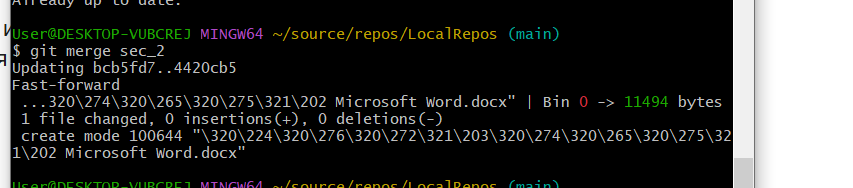 Already up to date.
User@DESKTOP-VUBCREJ MINGW64 ~/source/repos/LocalRepos (main)
$ git merge sec_2
Updating bcb5fd7..4420cb5
Fast-forward
...320\274\320\265\320\275\321\202 Microsoft Word.docx" | Bin 0 -> 11494 bytes
1 file changed, 0 insertions(+), 0 deletions(-)
create mode 100644 "\320\224\320\276\320\272\321\203\320\274\320\265\320\275\32
1\202 Microsoft Word.docx"
User@DESKTOP-VUBCREJ MINGW64 ~/source/repos/LocalRepos (main)